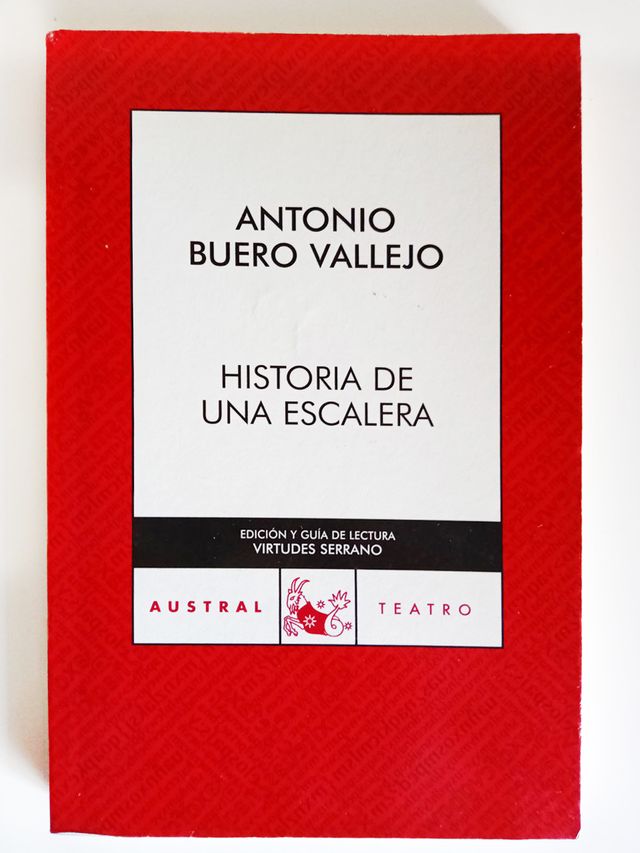 ANTONIO
BUERO VALLEJO
HISTORIA DE
UNA ESCALERA
EDICIÓN Y GUÍA DE LECTURA
VIRTUDES SERRANO
AUSTRAL
TEATRO